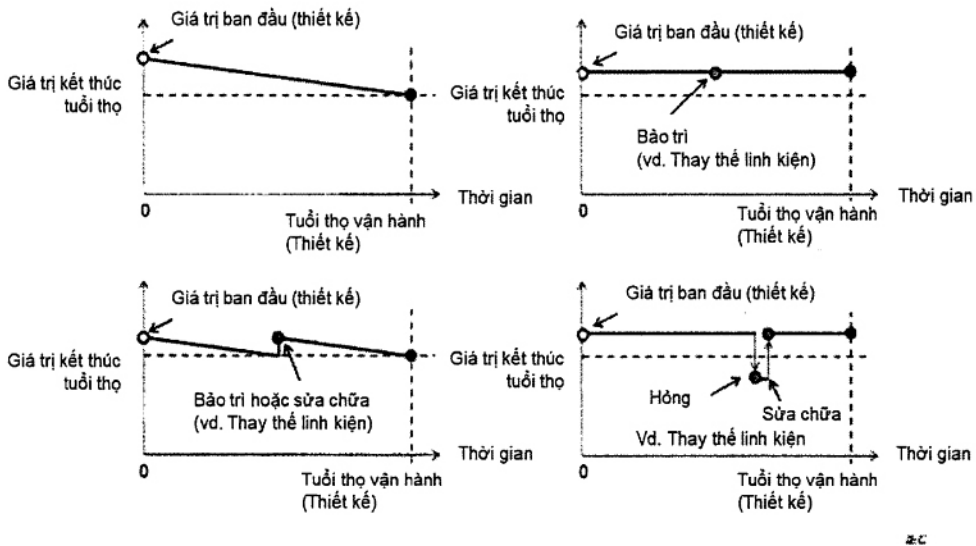 Giá trị ban đầu (thiết kế)
Giá trị kết thúc
tuổi thọ
Thời gian
0
Tuổi thọ vận hành
(Thiết kế)
Giá trị ban đầu (thiết kế)
Giá trị kết thúc
tuổi thọ
Bảo trì
(vd. Thay thế linh kiện)
Thời gian
0
Tuổi thọ vận hành
(Thiết kế)
Giá trị ban đầu (thiết kế)
Giá trị kết thúc
tuổi thọ
Bảo trì hoặc sửa chữa
(vd. Thay thế linh kiện)
Thời gian
0
Tuổi thọ vận hành
(Thiết kế)
Giá trị ban đầu (thiết kế)
Giá trị kết thúc
tuổi thọ
Hỏng
Sửa chữa
Vd. Thay thế linh kiện
Thời gian
0
Tuổi thọ vận hành
(Thiết kế)